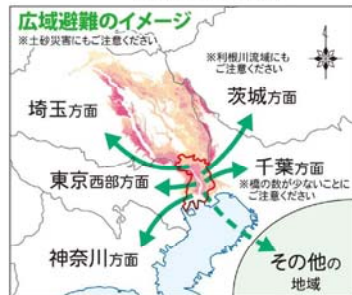 広域避難のイメージ
※土砂災害にもご注意ください
※利根川流域にも
ご注意ください
茨城方面
埼玉方面
千葉方面
※橋の数が少ないことに
ご注意ください
東京西部方面
神奈川方面
その他の
地域